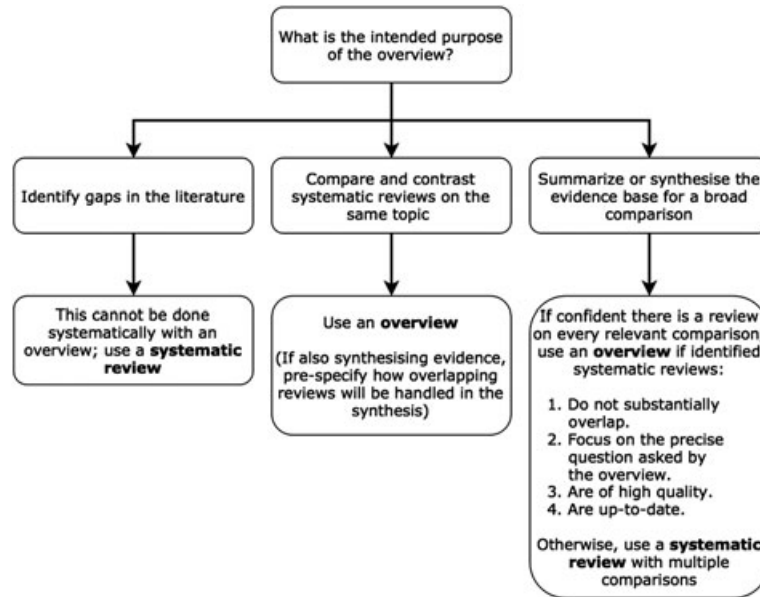 What is the intended purpose
of the overview?
Identify gaps in the literature
Compare and contrast
systematic reviews on the
same topic
Summarize or synthesise the
evidence base for a broad
comparison
This cannot be done
systematically with an
overview; use a systematic
review
Use an overview
(If also synthesising evidence,
pre-specify how overlapping
reviews will be handled in the
synthesis)
If confident there is a review
on every relevant comparison,
use an overview if identified
systematic reviews:
1. Do not substantially
overlap.
2. Focus on the precise
question asked by
the overview.
3. Are of high quality.
4. Are up-to-date.
Otherwise, use a systematic
review with multiple
comparisons